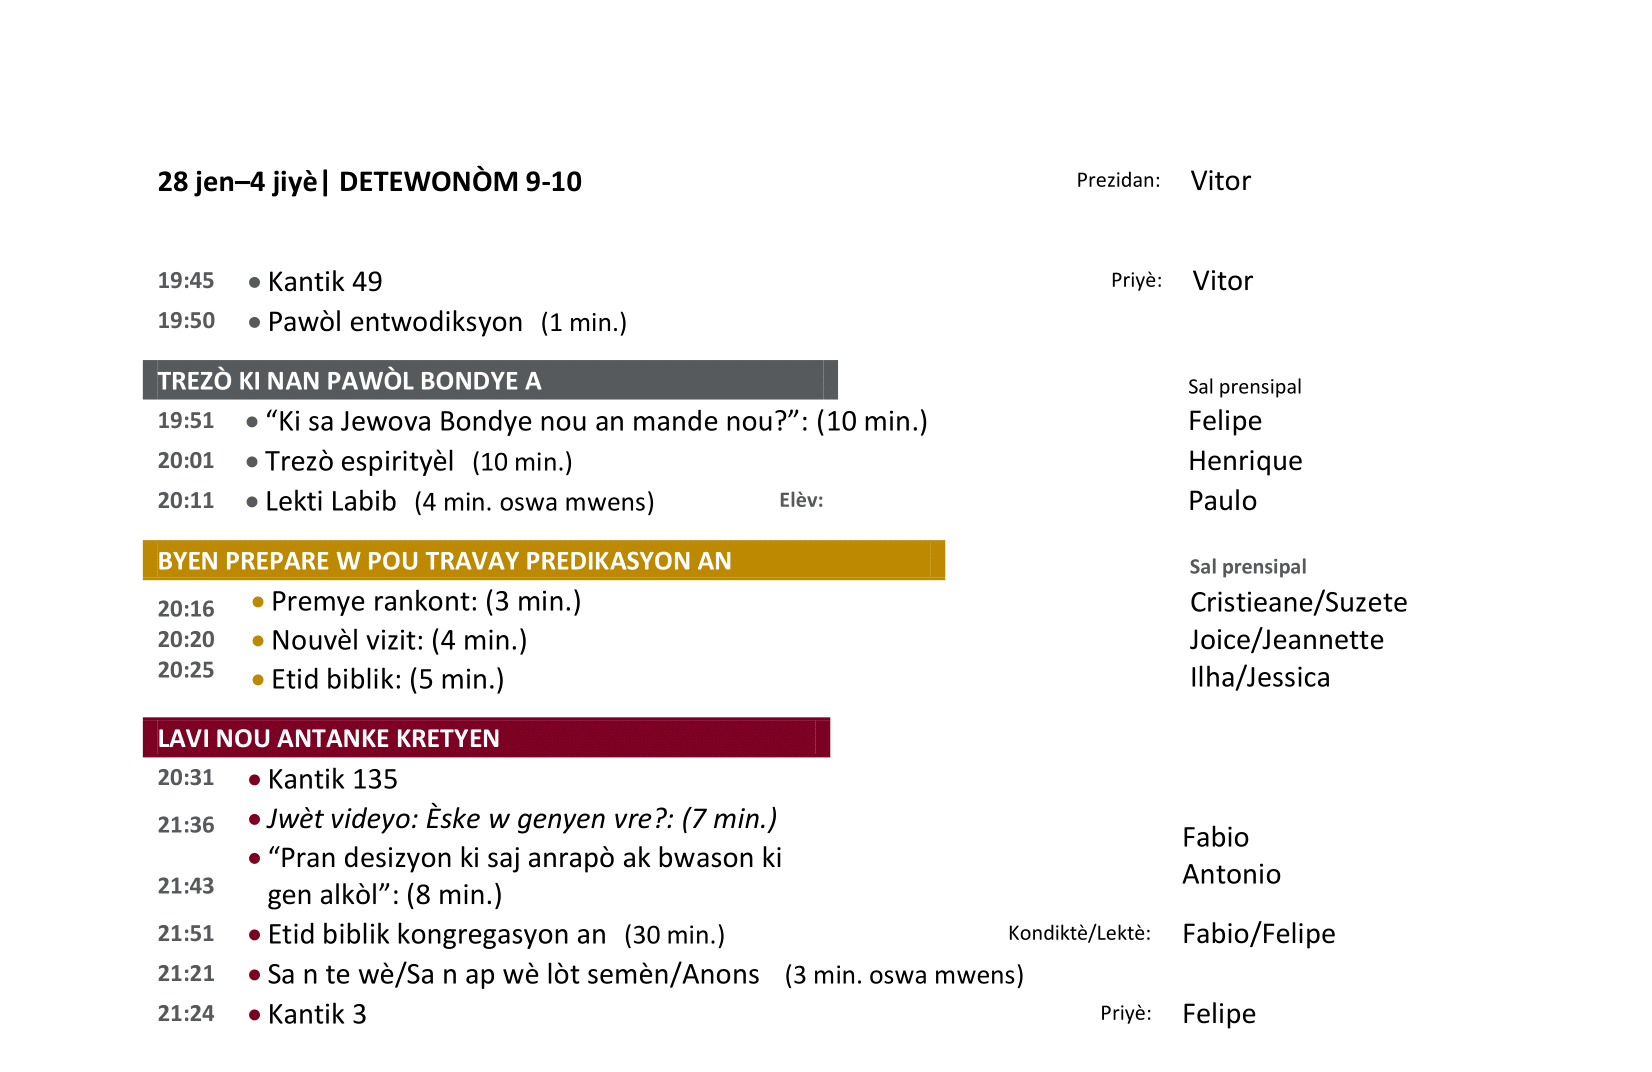 28 jen–4 jiyè| DETEWONÒM 9-10 Prezidan: Vitor
19:45 • Kantik 49 Priyè: Vitor
19:50 • Pawòl entwodiksyon (1 min.)
TREZÒ KI NAN PAWÒL BONDYE A Sal prensipal
19:51 • “Ki sa Jewova Bondye nou an mande nou?”: (10 min.) Felipe
20:01 • Trezò espirityèl (10 min.) Henrique
20:11 • Lekti Labib (4 min. oswa mwens) Elèv: Paulo
BYEN PREPARE W POU TRAVAY PREDIKASYON AN Sal prensipal
20:16 • Premye rankont: (3 min.) Cristieane/Suzete
20:20 • Nouvèl vizit: (4 min.) Joice/Jeannette
20:25 • Etid biblik: (5 min.) Ilha/Jessica
LAVI NOU ANTANKE KRETYEN
20:31 • Kantik 135
21:36 • Jwèt videyo: Èske w genyen vre?: (7 min.) Fabio
• “Pran desizyon ki saj anrapò ak bwason ki Antonio
21:43 gen alkòl”: (8 min.)
21:51 • Etid biblik kongregasyon an (30 min.) Kondiktè/Lektè: Fabio/Felipe
21:21 • Sa n te wè/Sa n ap wè lòt semèn/Anons (3 min. oswa mwens)
21:24 • Kantik 3 Priyè: Felipe